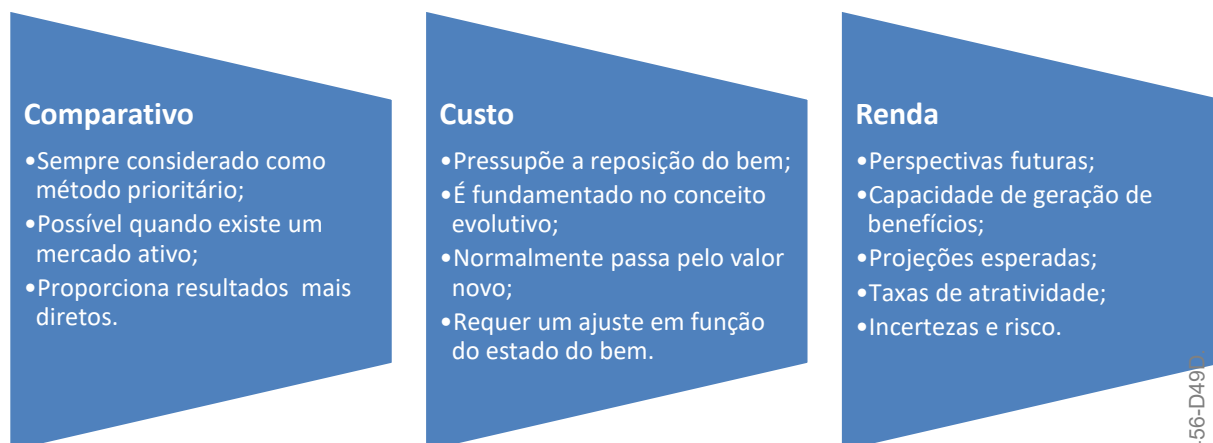 Comparativo
•Sempre considerado como
método prioritário;
•Possível quando existe um
mercado ativo;
•Proporciona resultados mais
diretos.
Custo
•Pressupõe a reposição do bem;
•É fundamentado no conceito
evolutivo;
•Normalmente passa pelo valor
novo;
•Requer um ajuste em função
do estado do bem.
Renda
•Perspectivas futuras;
•Capacidade de geração de
benefícios;
•Projeções esperadas;
•Taxas de atratividade;
•Incertezas e risco.
56-D49